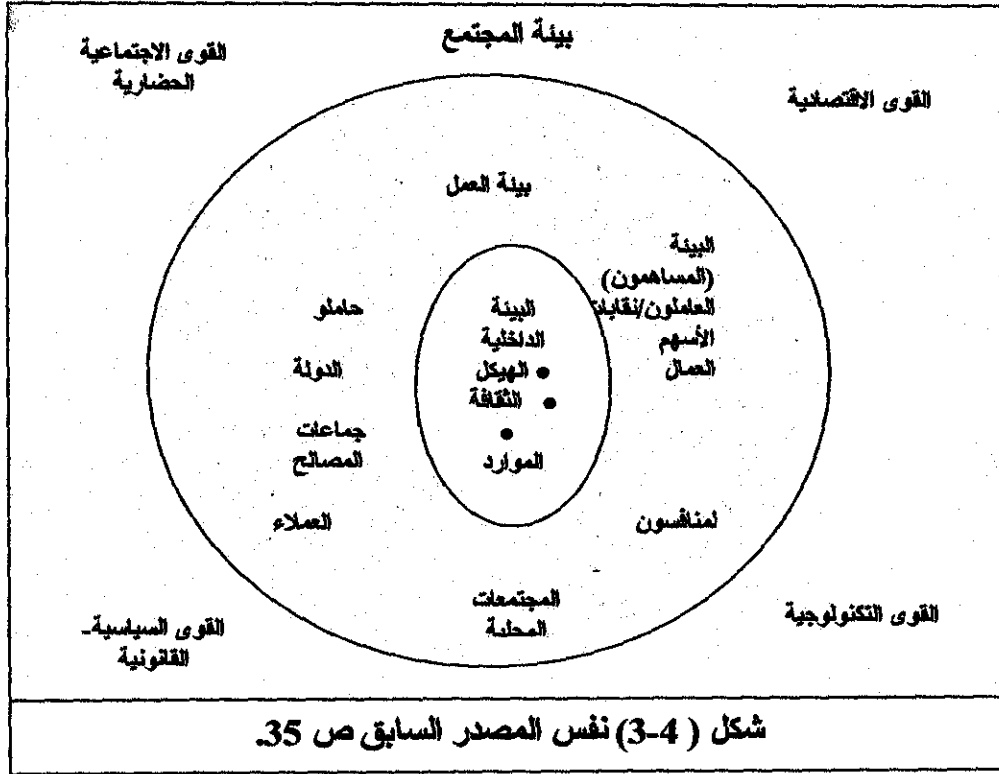 بيئة المجتمع
القوى الاقتصادية
القوى الاجتماعية
الحضارية
بيئة العمل
البيئة
(المساهمون)
العاملون/نقابات
الأسهم
العمال
البيئة
الداخلية
• الهيكل
• الثقافة
•
الموارد
حاملو
الدولة
جماعات
المصالح
العملاء
لمنافسون
المجتمعات
المحلية
القوى التكنولوجية
القوى السياسية-
القانونية
شكل (4-3) نفس المصدر السابق ص 35.